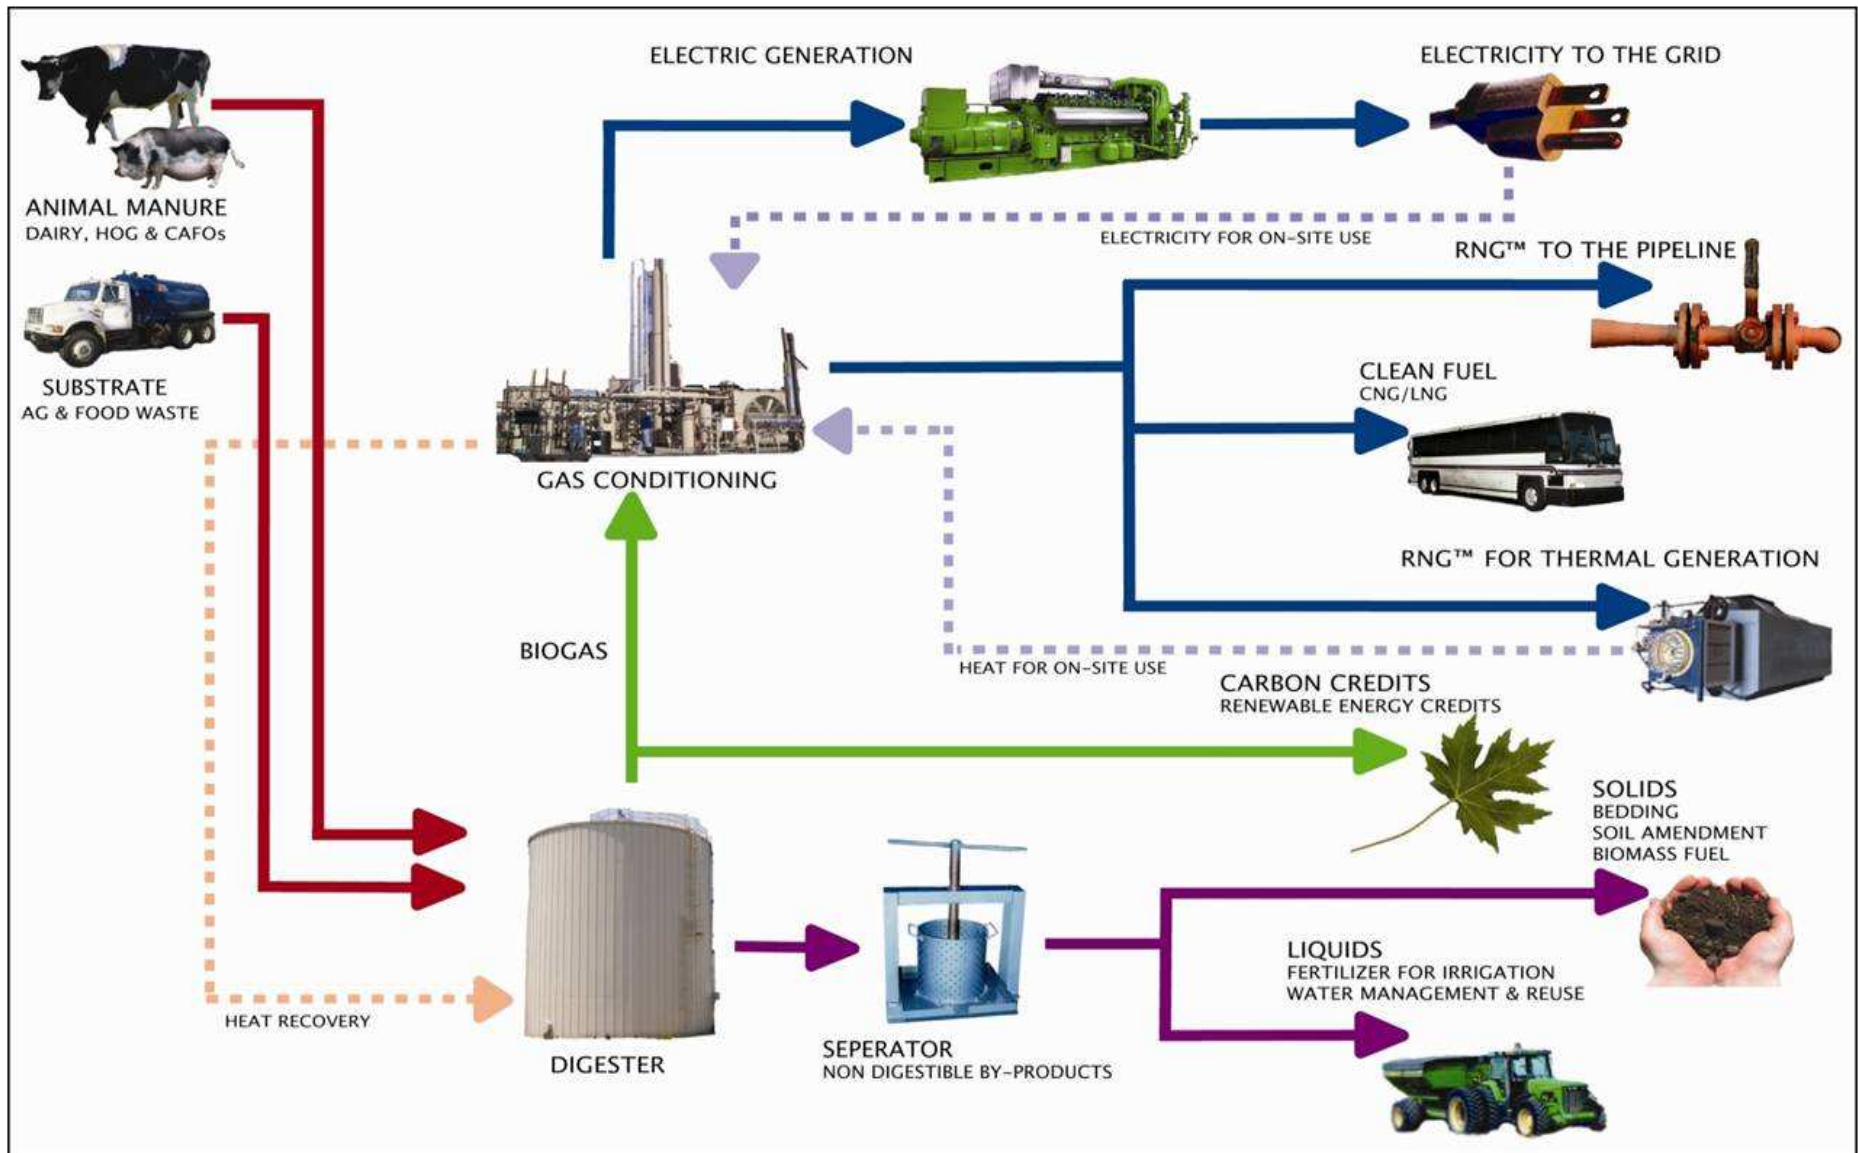 ELECTRIC GENERATION
ELECTRICITY TO THE GRID
ANIMAL MANURE
DAIRY, HOG & CAFOs
ELECTRICITY FOR ON-SITE USE
RNG™ TO THE PIPELINE
SUBSTRATE
AG & FOOD WASTE
CLEAN FUEL
CNG/LNG
GAS CONDITIONING
RNG™ FOR THERMAL GENERATION
BIOGAS
HEAT FOR ON-SITE USE
CARBON CREDITS
RENEWABLE ENERGY CREDITS
SOLIDS
BEDDING
SOIL AMENDMENT
BIOMASS FUEL
LIQUIDS
FERTILIZER FOR IRRIGATION
WATER MANAGEMENT & REUSE
HEAT RECOVERY
DIGESTER
SEPERATOR
NON DIGESTIBLE BY-PRODUCTS